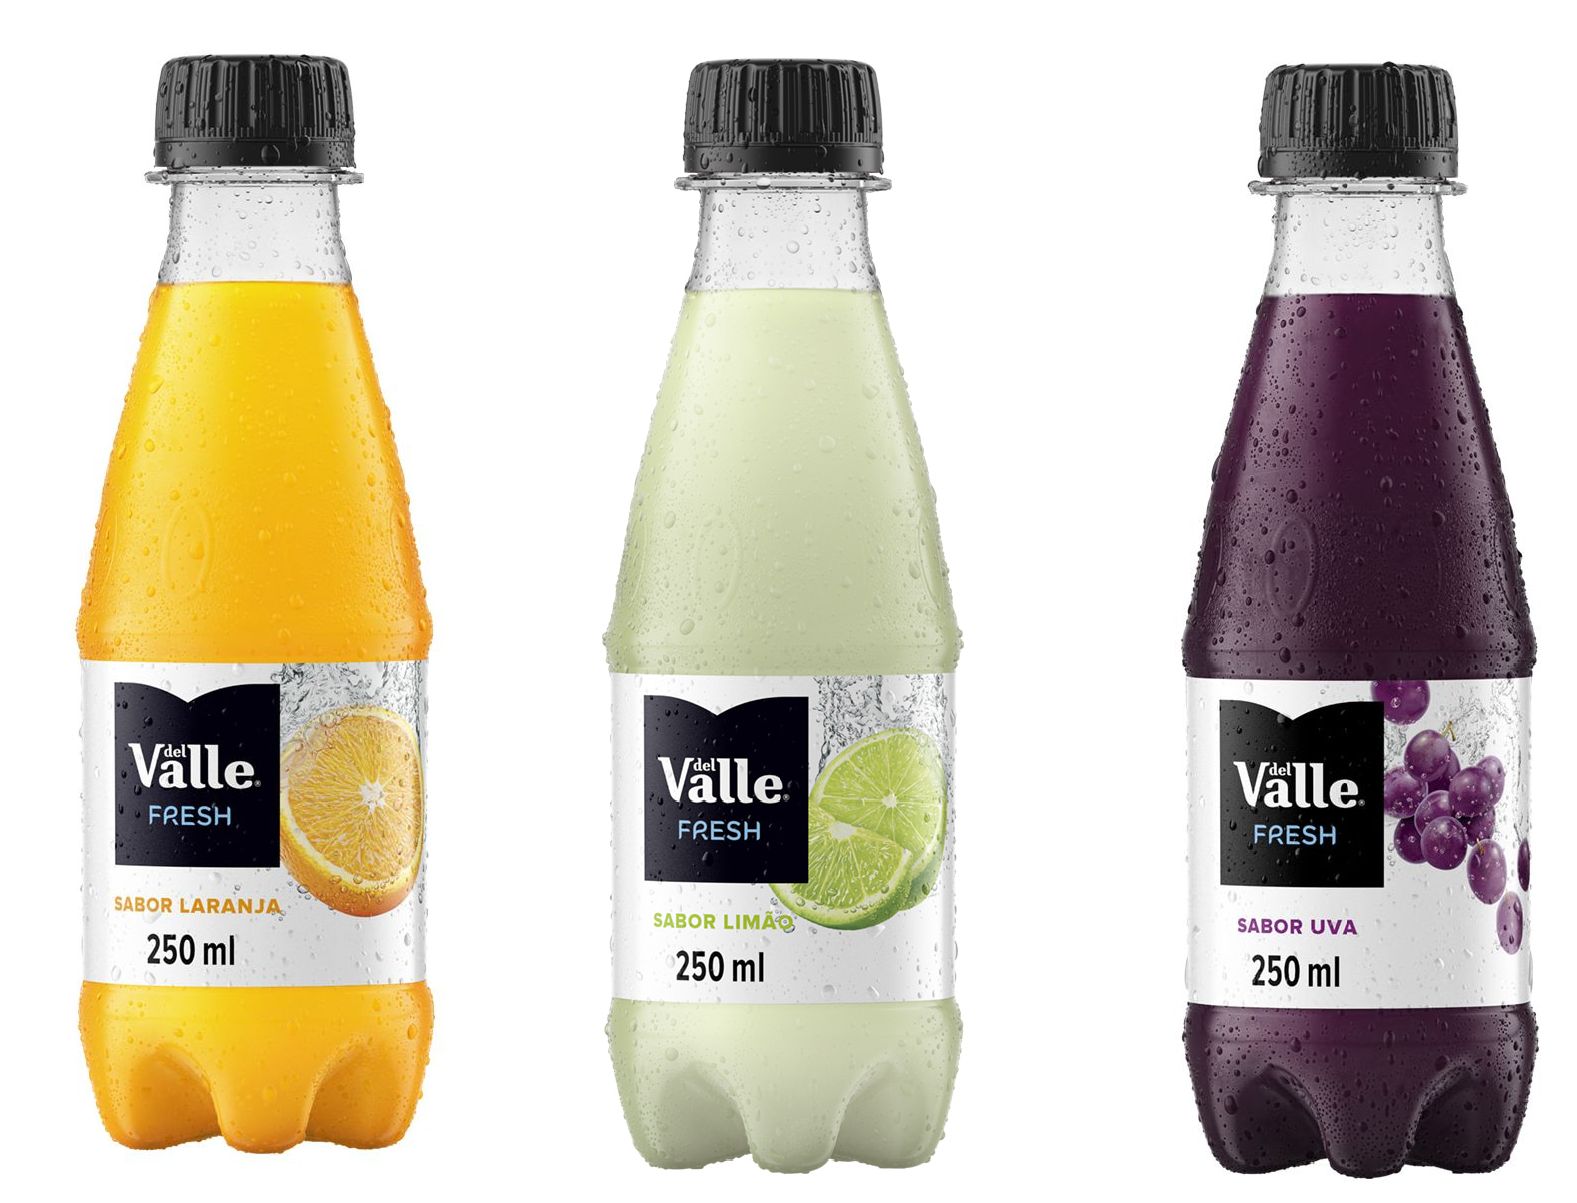 del
Valle®
FRESH
SABOR LARANJA
250 ml
del
Valle®
FRESH
SABOR LIMÃO
250 ml
del
Valle®
FRESH
SABOR UVA
250 ml